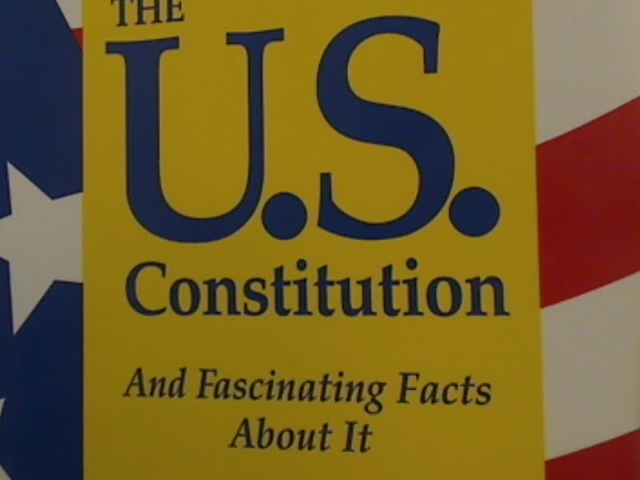 THE
U.S.
Constitution
And Fascinating Facts
About It